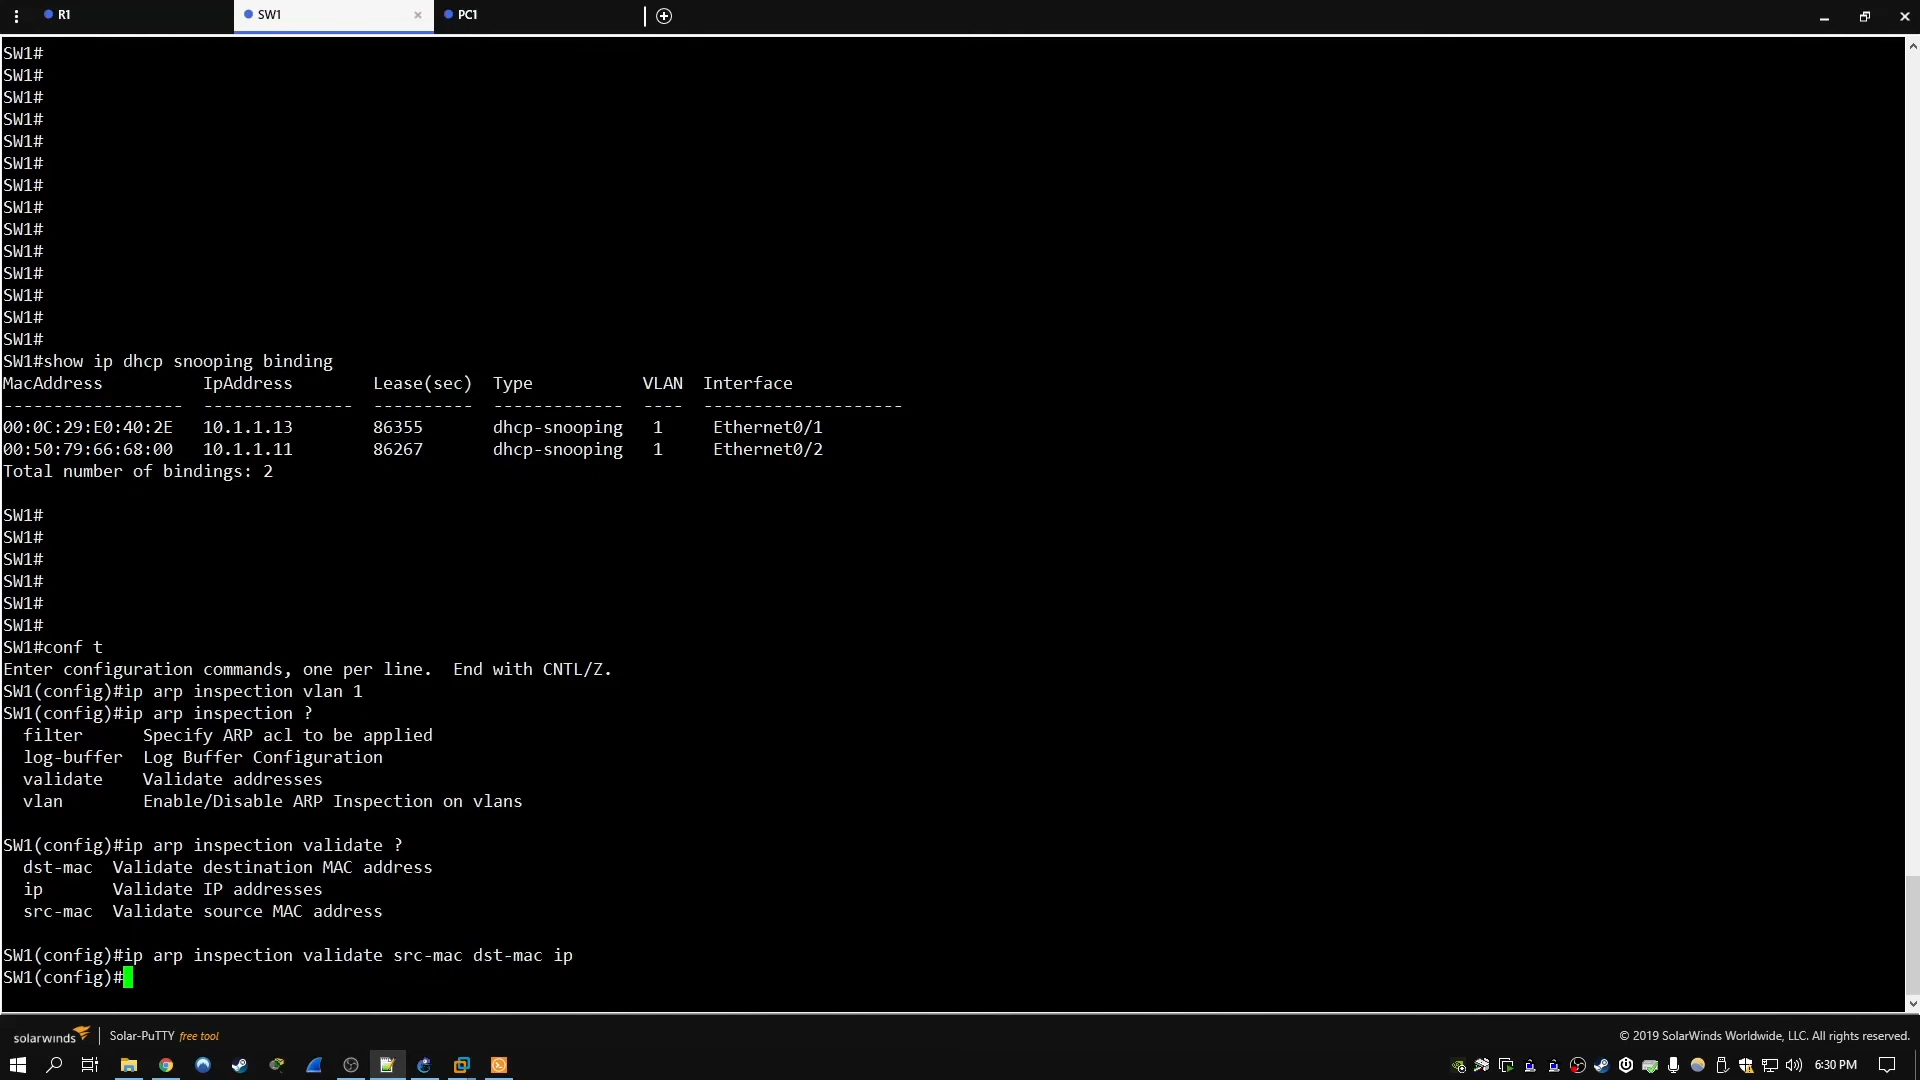 R1 SW1 × PC1
SW1#
SW1#
SW1#
SW1#
SW1#
SW1#
SW1#
SW1#
SW1#
SW1#
SW1#
SW1#
SW1#
SW1#
SW1#show ip dhcp snooping binding
MacAddress IpAddress Lease(sec) Type VLAN Interface
------------------ --------------- ---------- ------------- ---- --------------------
00:0C:29:E0:40:2E 10.1.1.13 86355 dhcp-snooping 1 Ethernet0/1
00:50:79:66:68:00 10.1.1.11 86267 dhcp-snooping 1 Ethernet0/2
Total number of bindings: 2
SW1#
SW1#
SW1#
SW1#
SW1#
SW1#
SW1#conf t
Enter configuration commands, one per line. End with CNTL/Z.
SW1(config)#ip arp inspection vlan 1
SW1(config)#ip arp inspection ?
filter Specify ARP acl to be applied
log-buffer Log Buffer Configuration
validate Validate addresses
vlan Enable/Disable ARP Inspection on vlans
SW1(config)#ip arp inspection validate ?
dst-mac Validate destination MAC address
ip Validate IP addresses
src-mac Validate source MAC address
SW1(config)#ip arp inspection validate src-mac dst-mac ip
SW1(config)#
solarwinds Solar-PuTTY free tool © 2019 SolarWinds Worldwide, LLC. All rights reserved.
6:30 PM